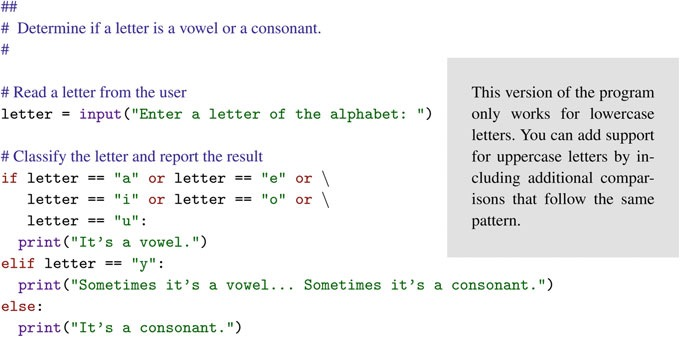 ##
# Determine if a letter is a vowel or a consonant.
#
# Read a letter from the user
letter = input("Enter a letter of the alphabet: ")
# Classify the letter and report the result
if letter == "a" or letter == "e" or \
   letter == "i" or letter == "o" or \
   letter == "u":
  print("It’s a vowel.")
elif letter == "y":
  print("Sometimes it’s a vowel... Sometimes it’s a consonant.")
else:
  print("It’s a consonant.")
This version of the program
only works for lowercase
letters. You can add support
for uppercase letters by in-
cluding additional compar-
isons that follow the same
pattern.